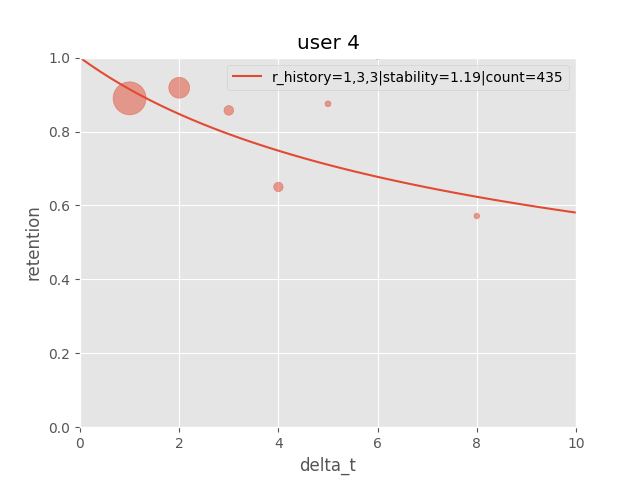 user 4
r_history=1,3,3|stability=1.19|count=435
1.0
0.8
0.6
0.4
0.2
0.0
retention
0 2 4 6 8 10
delta_t